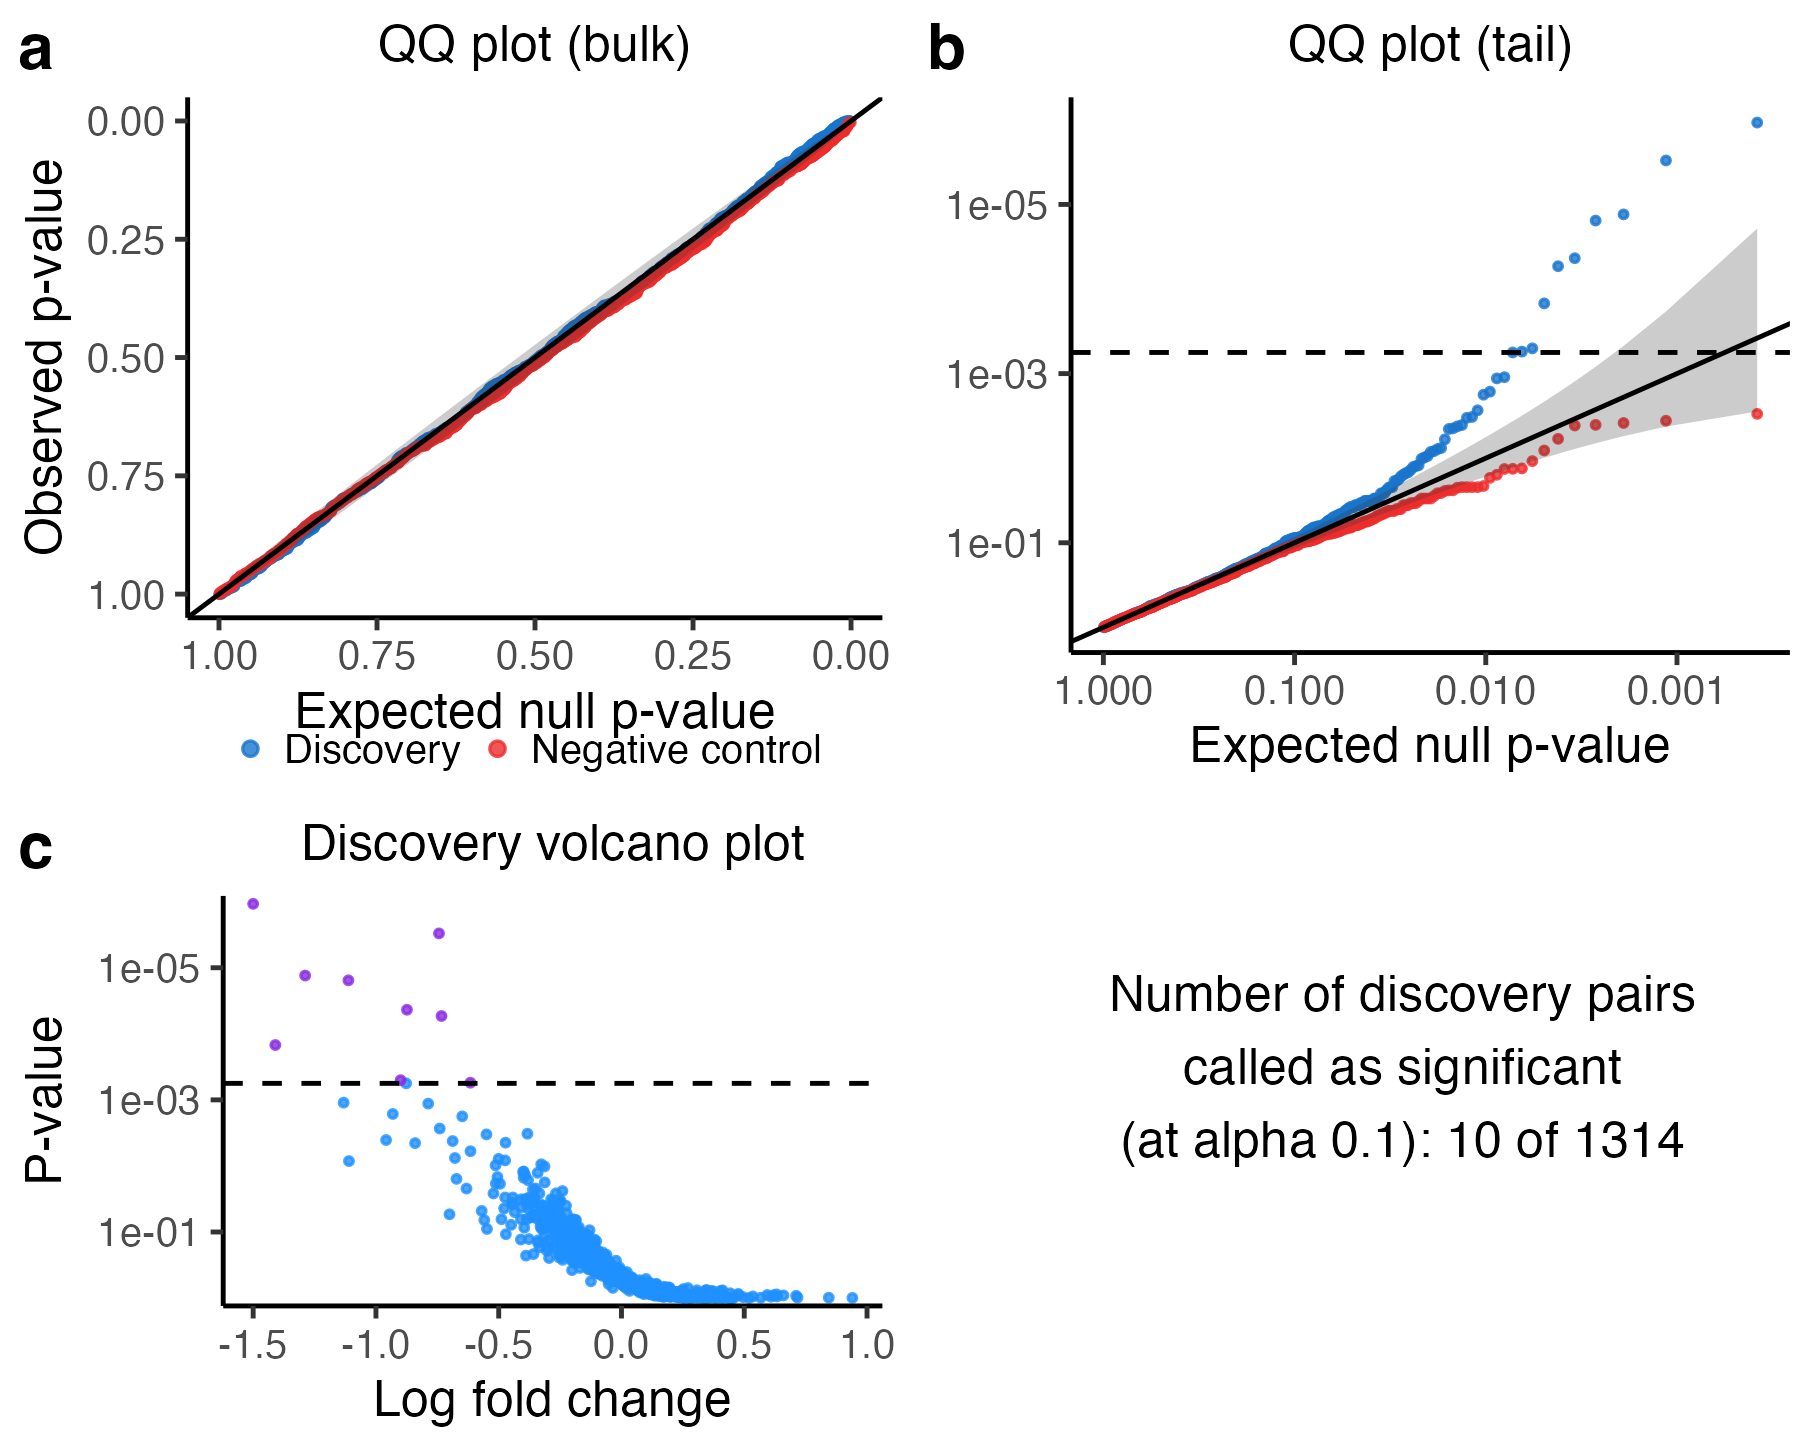 a
QQ plot (bulk)
0.00
0.25
0.50
0.75
1.00
Observed p-value
1.00 0.75 0.50 0.25 0.00
Expected null p-value
Discovery Negative control
b
QQ plot (tail)
1e-05
1e-03
1e-01
1.000 0.100 0.010 0.001
Expected null p-value
c
Discovery volcano plot
1e-05
1e-03
1e-01
P-value
-1.5 -1.0 -0.5 0.0 0.5 1.0
Log fold change
Number of discovery pairs
called as significant
(at alpha 0.1): 10 of 1314